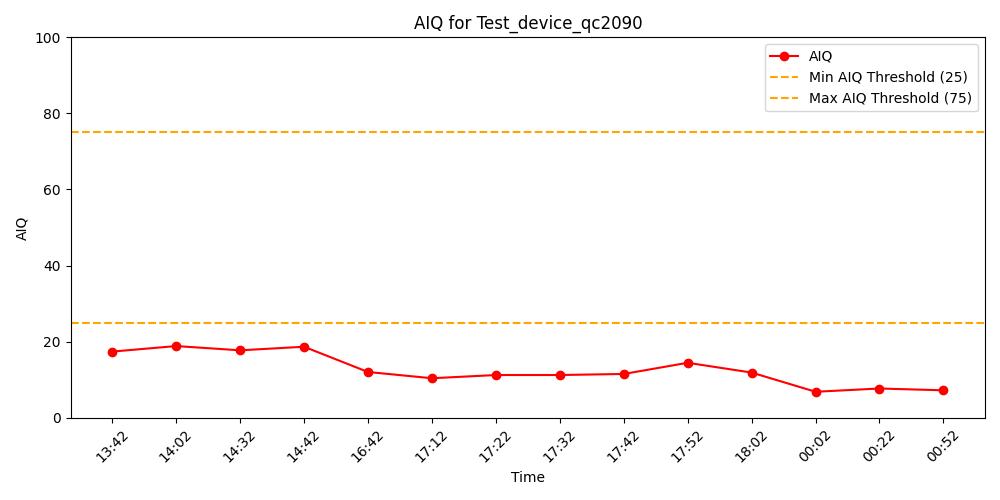 AIQ for Test_device_qc2090
AIQ
Min AIQ Threshold (25)
Max AIQ Threshold (75)
100
80
60
40
20
0
AIQ
13:42 14:02 14:32 14:42 16:42 17:12 17:22 17:32 17:42 17:52 18:02 00:02 00:22 00:52
Time